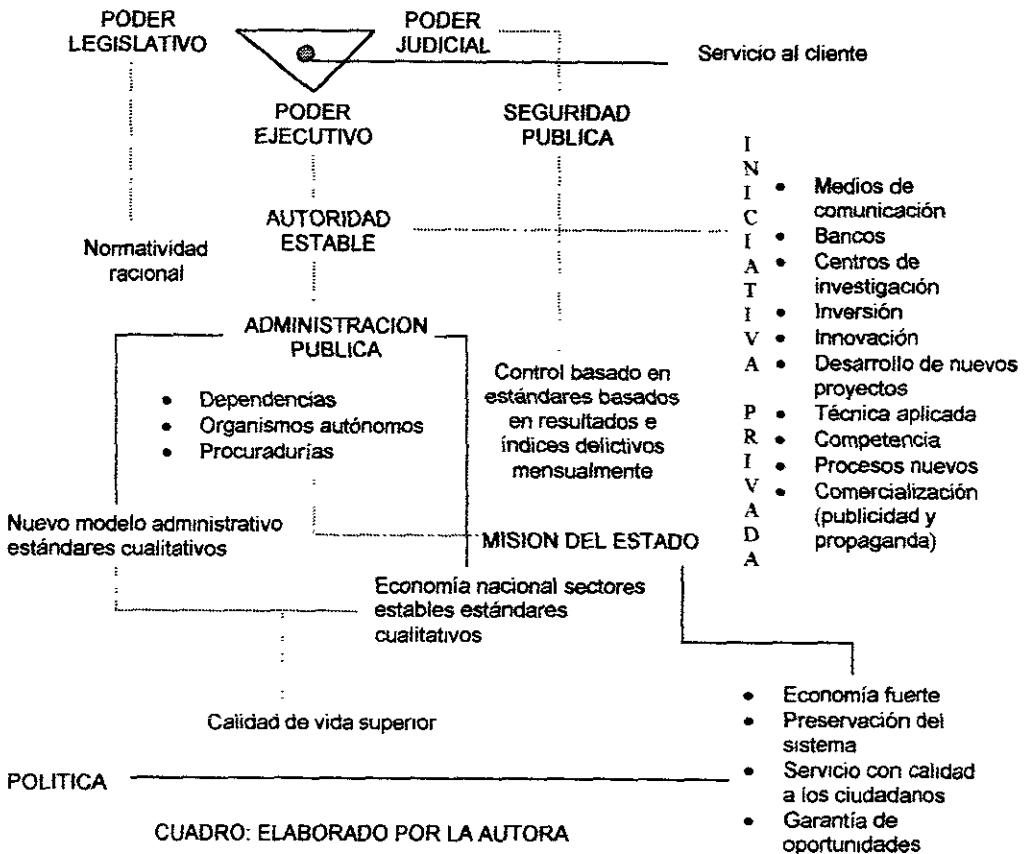 PODER
LEGISLATIVO
PODER
JUDICIAL
Servicio al cliente
PODER
EJECUTIVO
SEGURIDAD
PUBLICA
AUTORIDAD
ESTABLE
Normatividad
racional
ADMINISTRACION
PUBLICA
• Dependencias
• Organismos autónomos
• Procuradurías
Control basado en
estándares basados
en resultados e
índices delictivos
mensualmente
INICIATIVA PRIVADA
• Medios de
comunicación
• Bancos
• Centros de
investigación
• Inversión
• Innovación
• Desarrollo de nuevos
proyectos
• Técnica aplicada
• Competencia
• Procesos nuevos
• Comercialización
(publicidad y
propaganda)
Nuevo modelo administrativo
estándares cualitativos
MISION DEL ESTADO
Economía nacional sectores
estables estándares
cualitativos
Calidad de vida superior
• Economía fuerte
• Preservación del
sistema
• Servicio con calidad
a los ciudadanos
• Garantía de
oportunidades
POLITICA
CUADRO: ELABORADO POR LA AUTORA